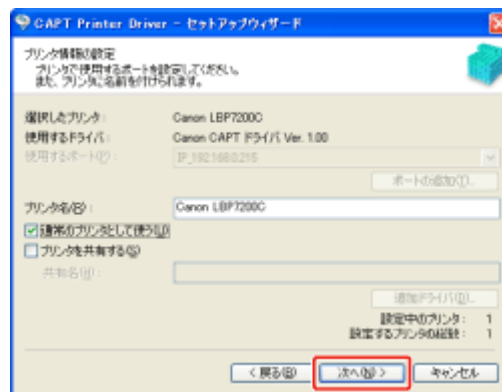 CAPT Printer Driver - セットアップウィザード
プリンタ情報の設定
プリンタで使用するポートを設定してください。
また、プリンタに名前を付けられます。
選択したプリンタ： Canon LBP7200C
使用するドライバ： Canon CAPT ドライバ Ver. 1.00
使用するポート(P)： IP_192.168.0.215
ポートの追加(T)...
プリンタ名(E)： Canon LBP7200C
通常のプリンタとして使う(U)
プリンタを共有する(S)
共有名(H)：
追加ドライバ(D)...
設定中のプリンタ： 1
設定するプリンタの総数： 1
< 戻る(B)
次へ(N) >
キャンセル